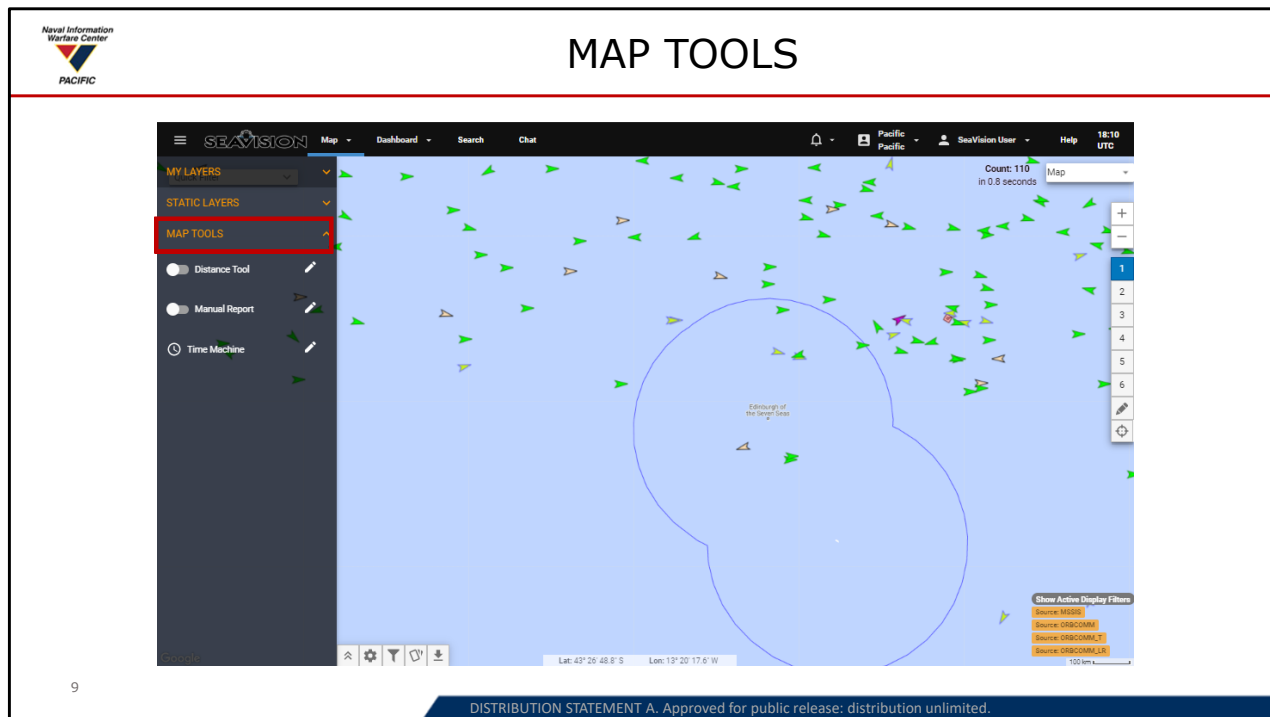 Naval Information
Warfare Center
PACIFIC
MAP TOOLS
SEAVISION
Map
Dashboard
Search
Chat
Pacific
Pacific
SeaVision User
Help
18:10
UTC
MY LAYERS
STATIC LAYERS
MAP TOOLS
Distance Tool
Manual Report
Time Machine
Count: 110
in 0.8 seconds
Map
+
−
1
2
3
4
5
6
Edinburgh of
the Seven Seas
Show Active Display Filters
Source: MSSIS
Source: ORBCOMM
Source: ORBCOMM_T
Source: ORBCOMM_LR
100 km
Google
Lat: 43° 26' 48.8" S
Lon: 13° 20' 17.6" W
9
DISTRIBUTION STATEMENT A. Approved for public release: distribution unlimited.